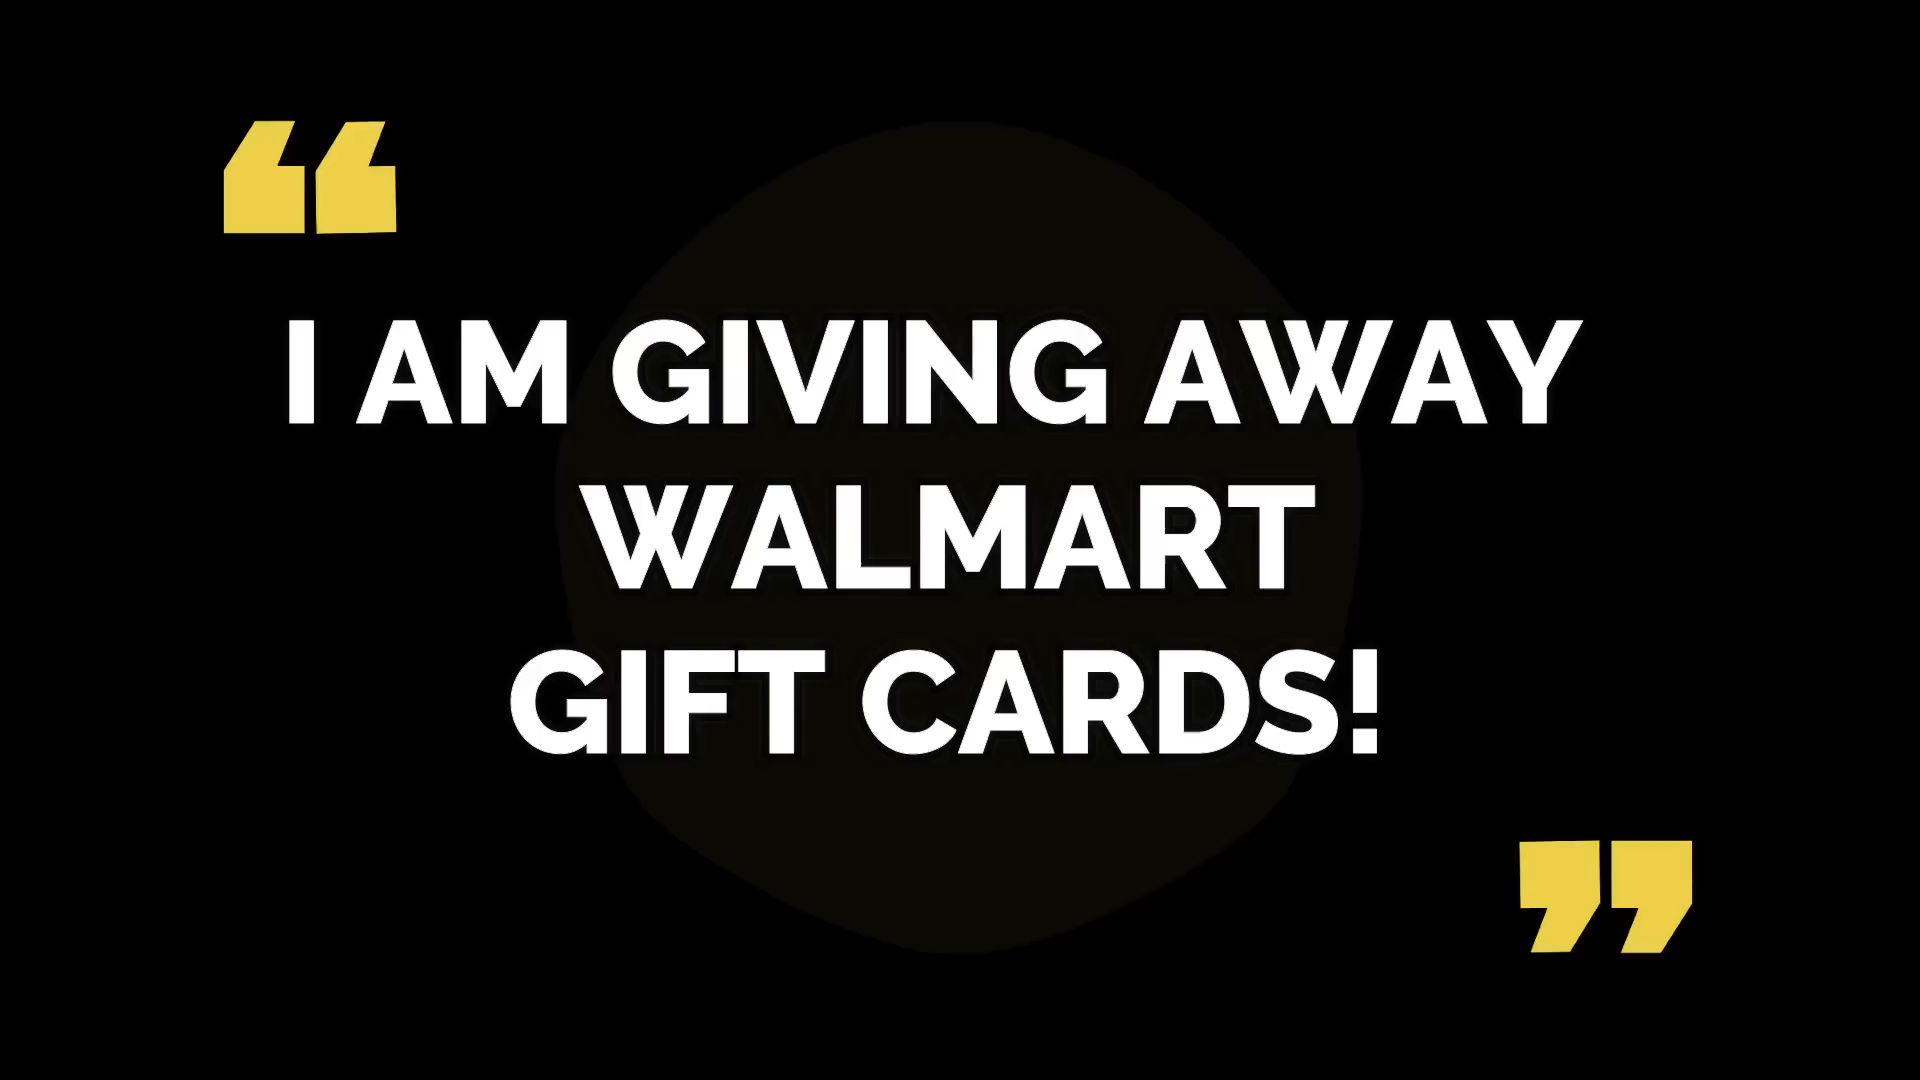 “
I AM GIVING AWAY
WALMART
GIFT CARDS!
”